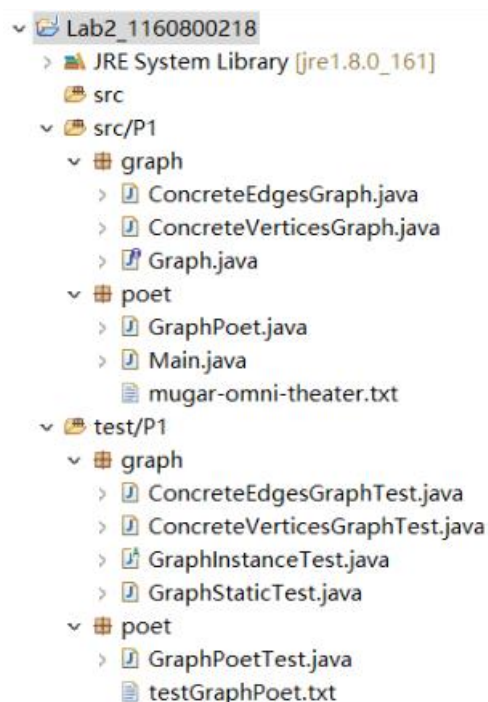 Lab2_1160800218
JRE System Library [jre1.8.0_161]
src
src/P1
graph
ConcreteEdgesGraph.java
ConcreteVerticesGraph.java
Graph.java
poet
GraphPoet.java
Main.java
mugar-omni-theater.txt
test/P1
graph
ConcreteEdgesGraphTest.java
ConcreteVerticesGraphTest.java
GraphInstanceTest.java
GraphStaticTest.java
poet
GraphPoetTest.java
testGraphPoet.txt